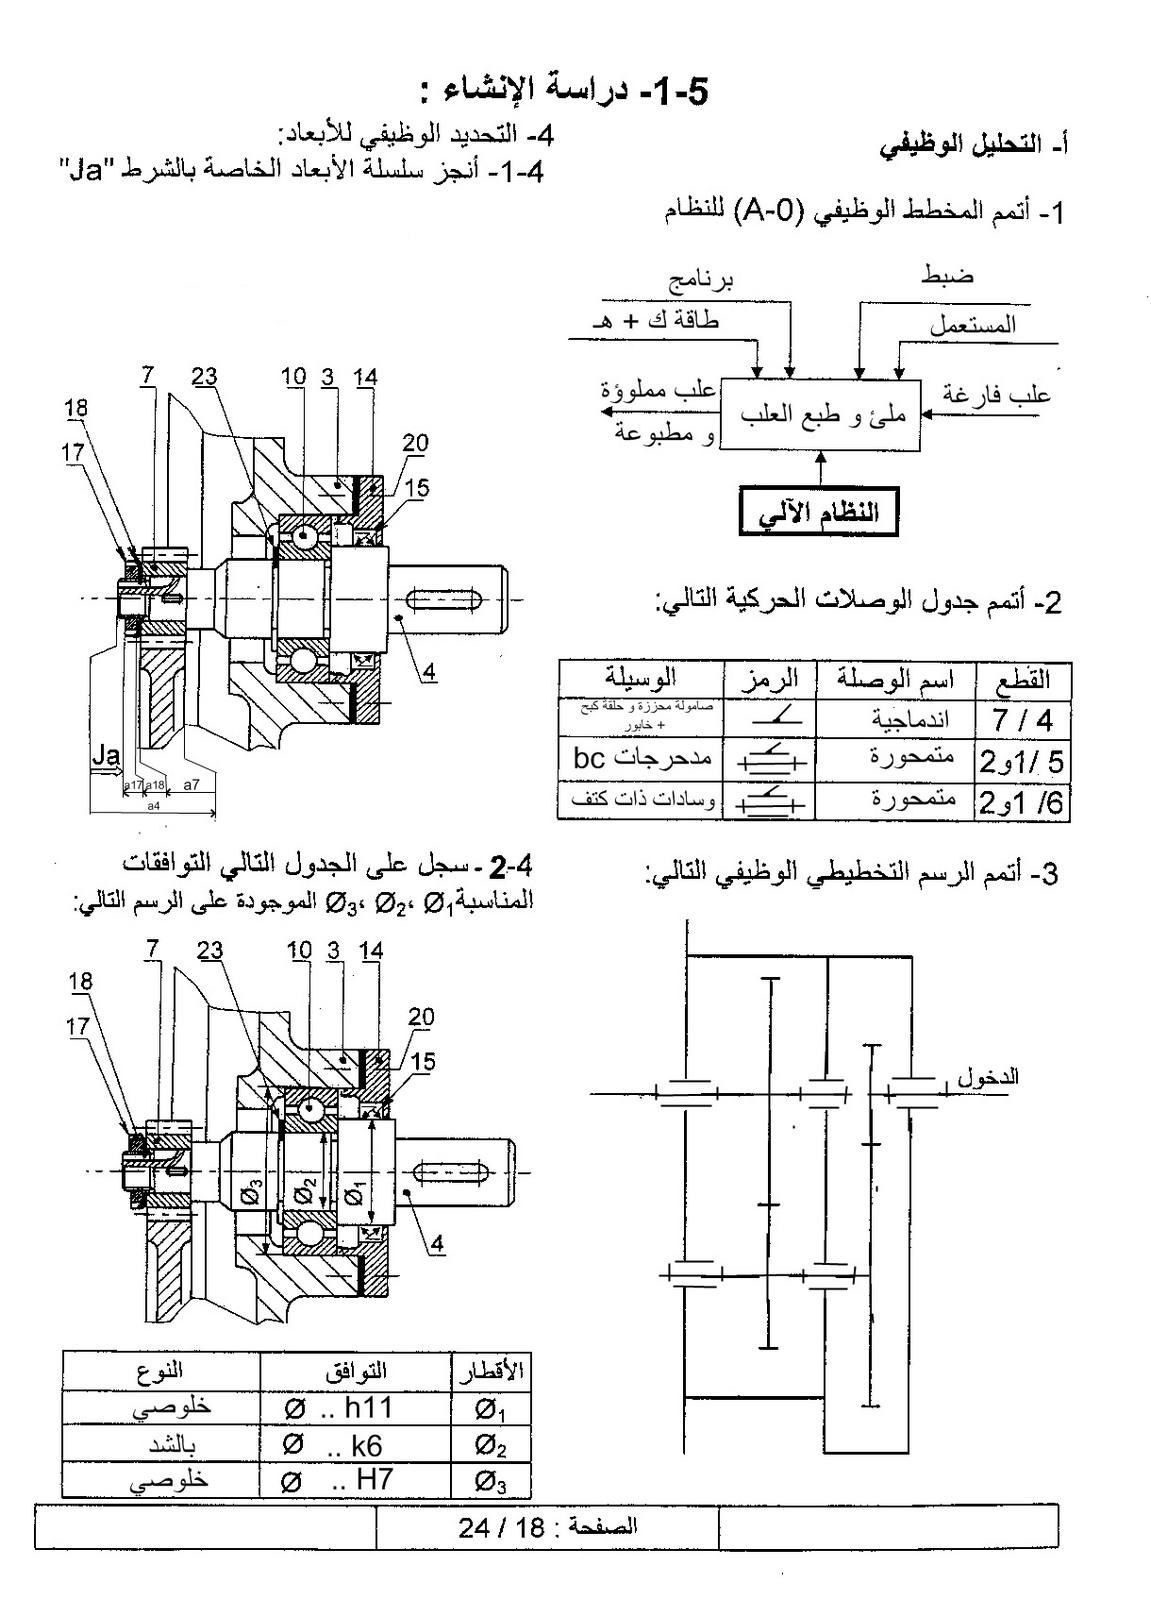 5-1- دراسة الإنشاء :
أ- التحليل الوظيفي
1- أتمم المخطط الوظيفي (A-0) للنظام
برنامج
ضبط
طاقة ك + هـ
المستعمل
علب فارغة
ملئ و طبع العلب
علب مملوؤة
و مطبوعة
النظام الآلي
2- أتمم جدول الوصلات الحركية التالي:
القطع اسم الوصلة الرمز الوسيلة
7 / 4 اندماجية صامولة محززة و حلقة كبح
+ خابور
5 /1و2 متمحورة مدحرجات bc
6/ 1و2 متمحورة وسادات ذات كتف
3- أتمم الرسم التخطيطي الوظيفي التالي:
الدخول
4- التحديد الوظيفي للأبعاد:
4-1- أنجز سلسلة الأبعاد الخاصة بالشرط "Ja"
7 23 10 3 14
18
17
20
15
4
Ja
a17 a18 a7
a4
4-2- سجل على الجدول التالي التوافقات
المناسبة Ø1، Ø2، Ø3 الموجودة على الرسم التالي:
7 23 10 3 14
18
17
20
15
Ø3 Ø2 Ø1
4
الأقطار التوافق النوع
Ø1 Ø .. h11 خلوصي
Ø2 Ø .. k6 بالشد
Ø3 Ø .. H7 خلوصي
الصفحة : 18 / 24